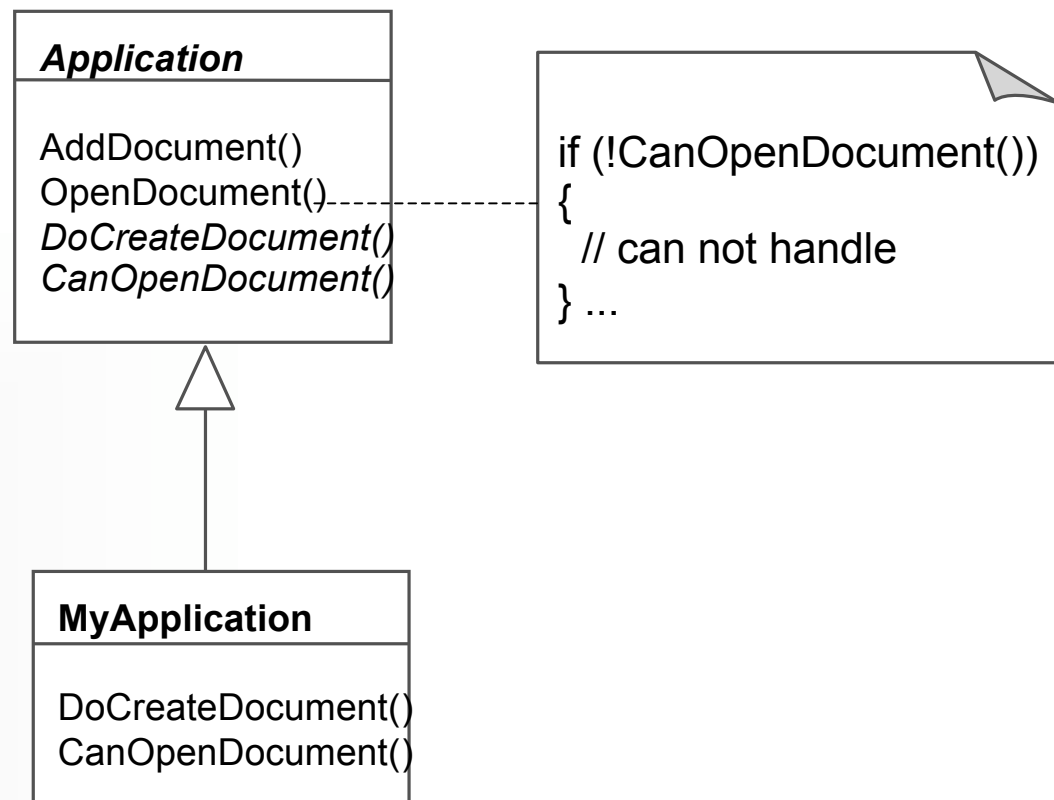 Application
AddDocument()
OpenDocument()
DoCreateDocument()
CanOpenDocument()
if (!CanOpenDocument())
{
// can not handle
} ...
MyApplication
DoCreateDocument()
CanOpenDocument()